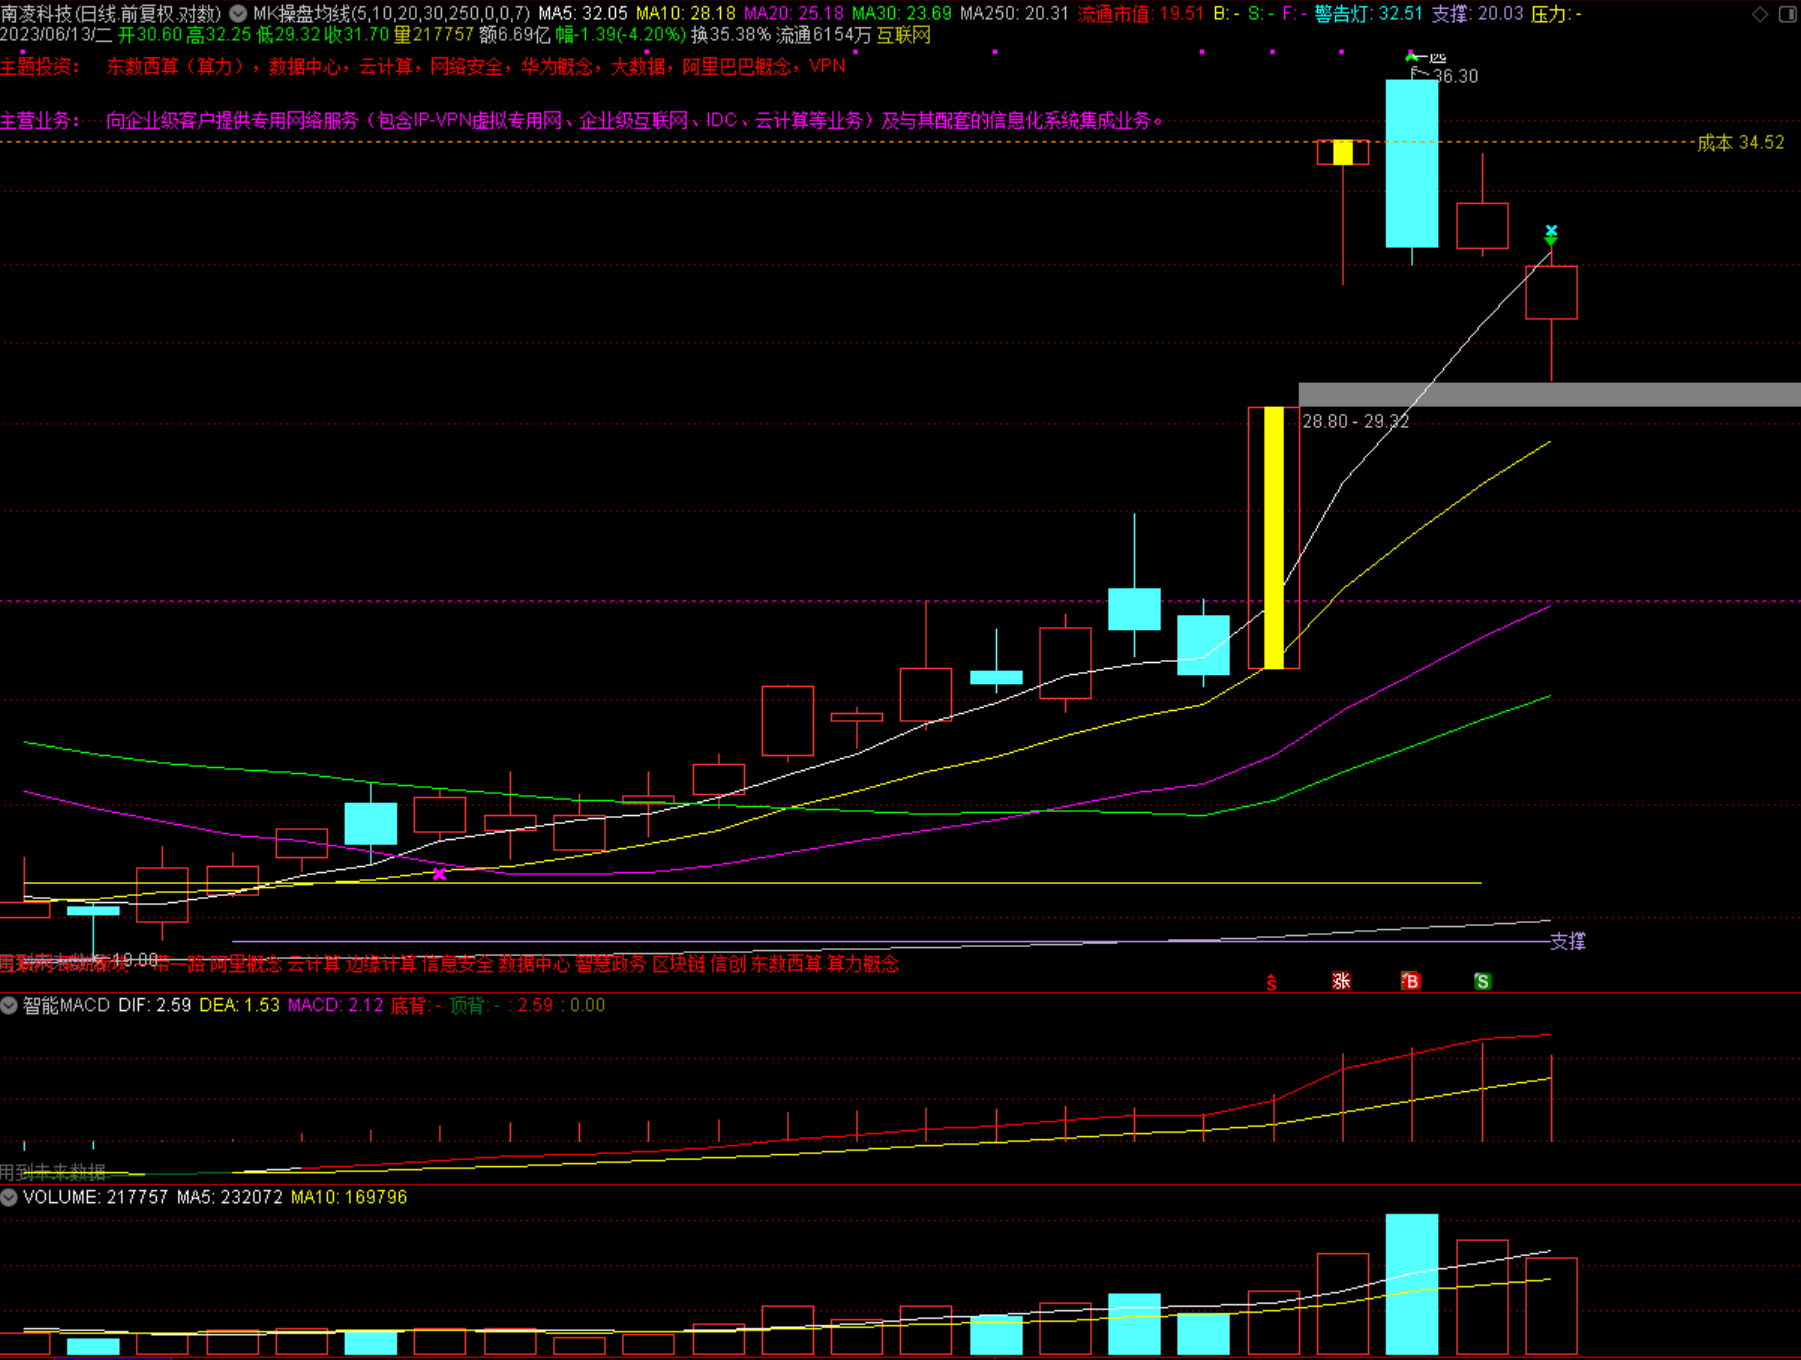 南凌科技(日线.前复权.对数) MK操盘均线(5,10,20,30,250,0,0,7) MA5: 32.05 MA10: 28.18 MA20: 25.18 MA30: 23.69 MA250: 20.31 流通市值: 19.51 B: - S: - F: - 警告灯: 32.51 支撑: 20.03 压力: -
2023/06/13/二 开30.60 高32.25 低29.32 收31.70 量217757 额6.69亿 幅-1.39(-4.20%) 换35.38% 流通6154万 互联网
主题投资： 东数西算（算力），数据中心，云计算，网络安全，华为概念，大数据，阿里巴巴概念，VPN
36.30
主营业务： 向企业级客户提供专用网络服务（包含IP-VPN虚拟专用网、企业级互联网、IDC、云计算等业务）及与其配套的信息化系统集成业务。
成本 34.52
28.80 - 29.32
支撑
19.00
带一路 阿里概念 云计算 边缘计算 信息安全 数据中心 智慧政务 区块链 信创 东数西算 算力概念
S 涨 B S
智能MACD DIF: 2.59 DEA: 1.53 MACD: 2.12 底背: - 顶背: - : 2.59 : 0.00
用到未来数据
VOLUME: 217757 MA5: 232072 MA10: 169796